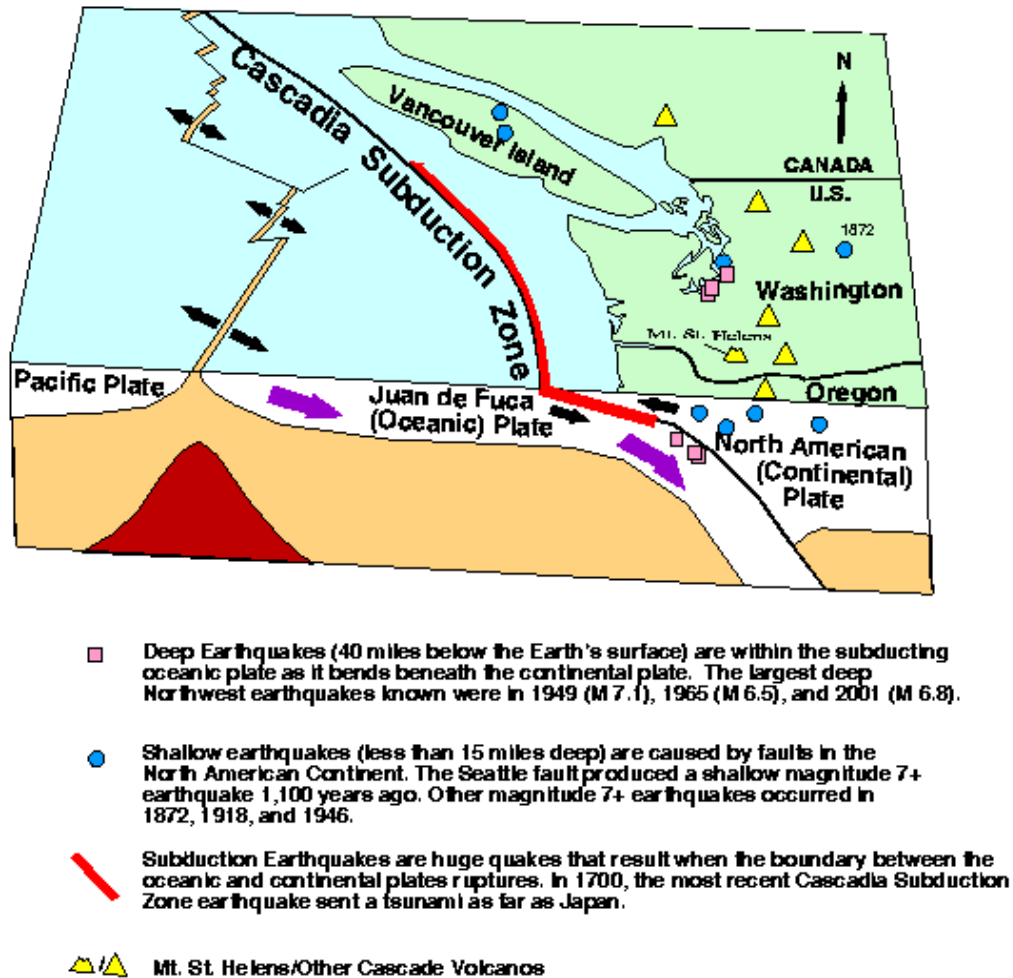 Cascadia Subduction Zone
Vancouver Island
N
CANADA
U.S.
1872
Washington
Mt. St. Helens
Oregon
Pacific Plate
Juan de Fuca
(Oceanic) Plate
North American
(Continental)
Plate
Deep Earthquakes (40 miles below the Earth's surface) are within the subducting
oceanic plate as it bends beneath the continental plate. The largest deep
Northwest earthquakes known were in 1949 (M 7.1), 1965 (M 6.5), and 2001 (M 6.8).
Shallow earthquakes (less than 15 miles deep) are caused by faults in the
North American Continent. The Seattle fault produced a shallow magnitude 7+
earthquake 1,100 years ago. Other magnitude 7+ earthquakes occurred in
1872, 1918, and 1946.
Subduction Earthquakes are huge quakes that result when the boundary between the
oceanic and continental plates ruptures. In 1700, the most recent Cascadia Subduction
Zone earthquake sent a tsunami as far as Japan.
Mt. St. Helens/Other Cascade Volcanos